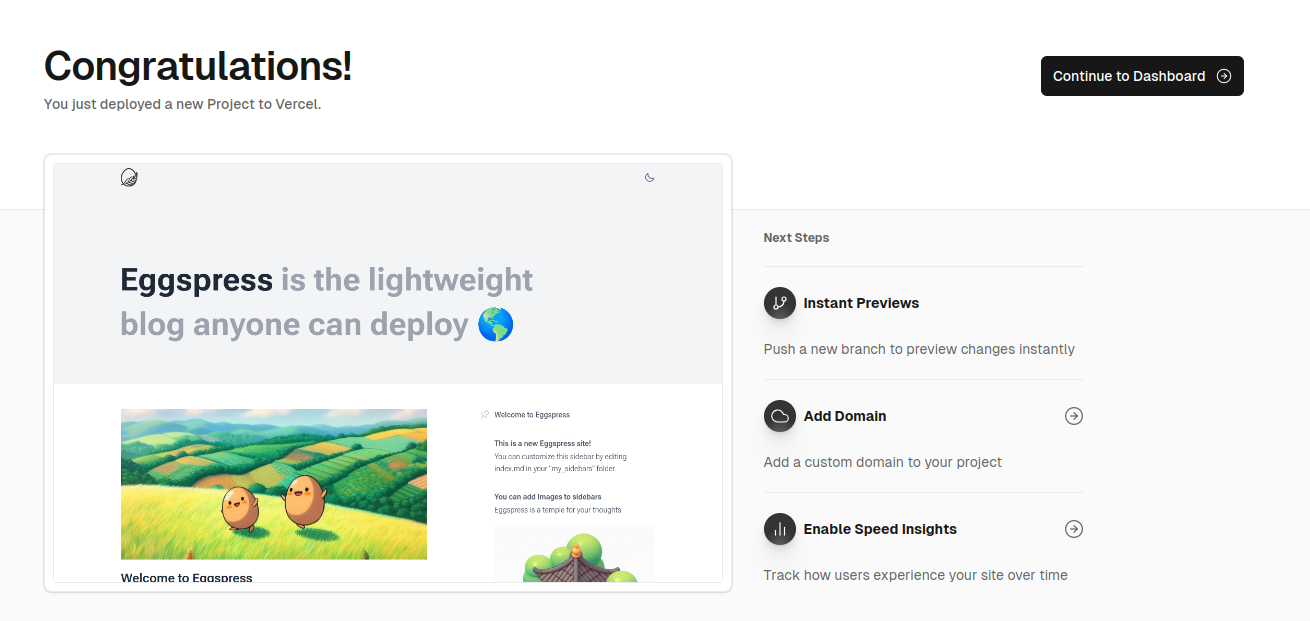 Congratulations!
You just deployed a new Project to Vercel.
Continue to Dashboard
Eggspress is the lightweight
blog anyone can deploy 🌎
Welcome to Eggspress
Welcome to Eggspress
This is a new Eggspress site!
You can customize this sidebar by editing
index.md in your "my_sidebars" folder
You can add images to sidebars
Eggspress is a temple for your thoughts
Next Steps
Instant Previews
Push a new branch to preview changes instantly
Add Domain
Add a custom domain to your project
Enable Speed Insights
Track how users experience your site over time